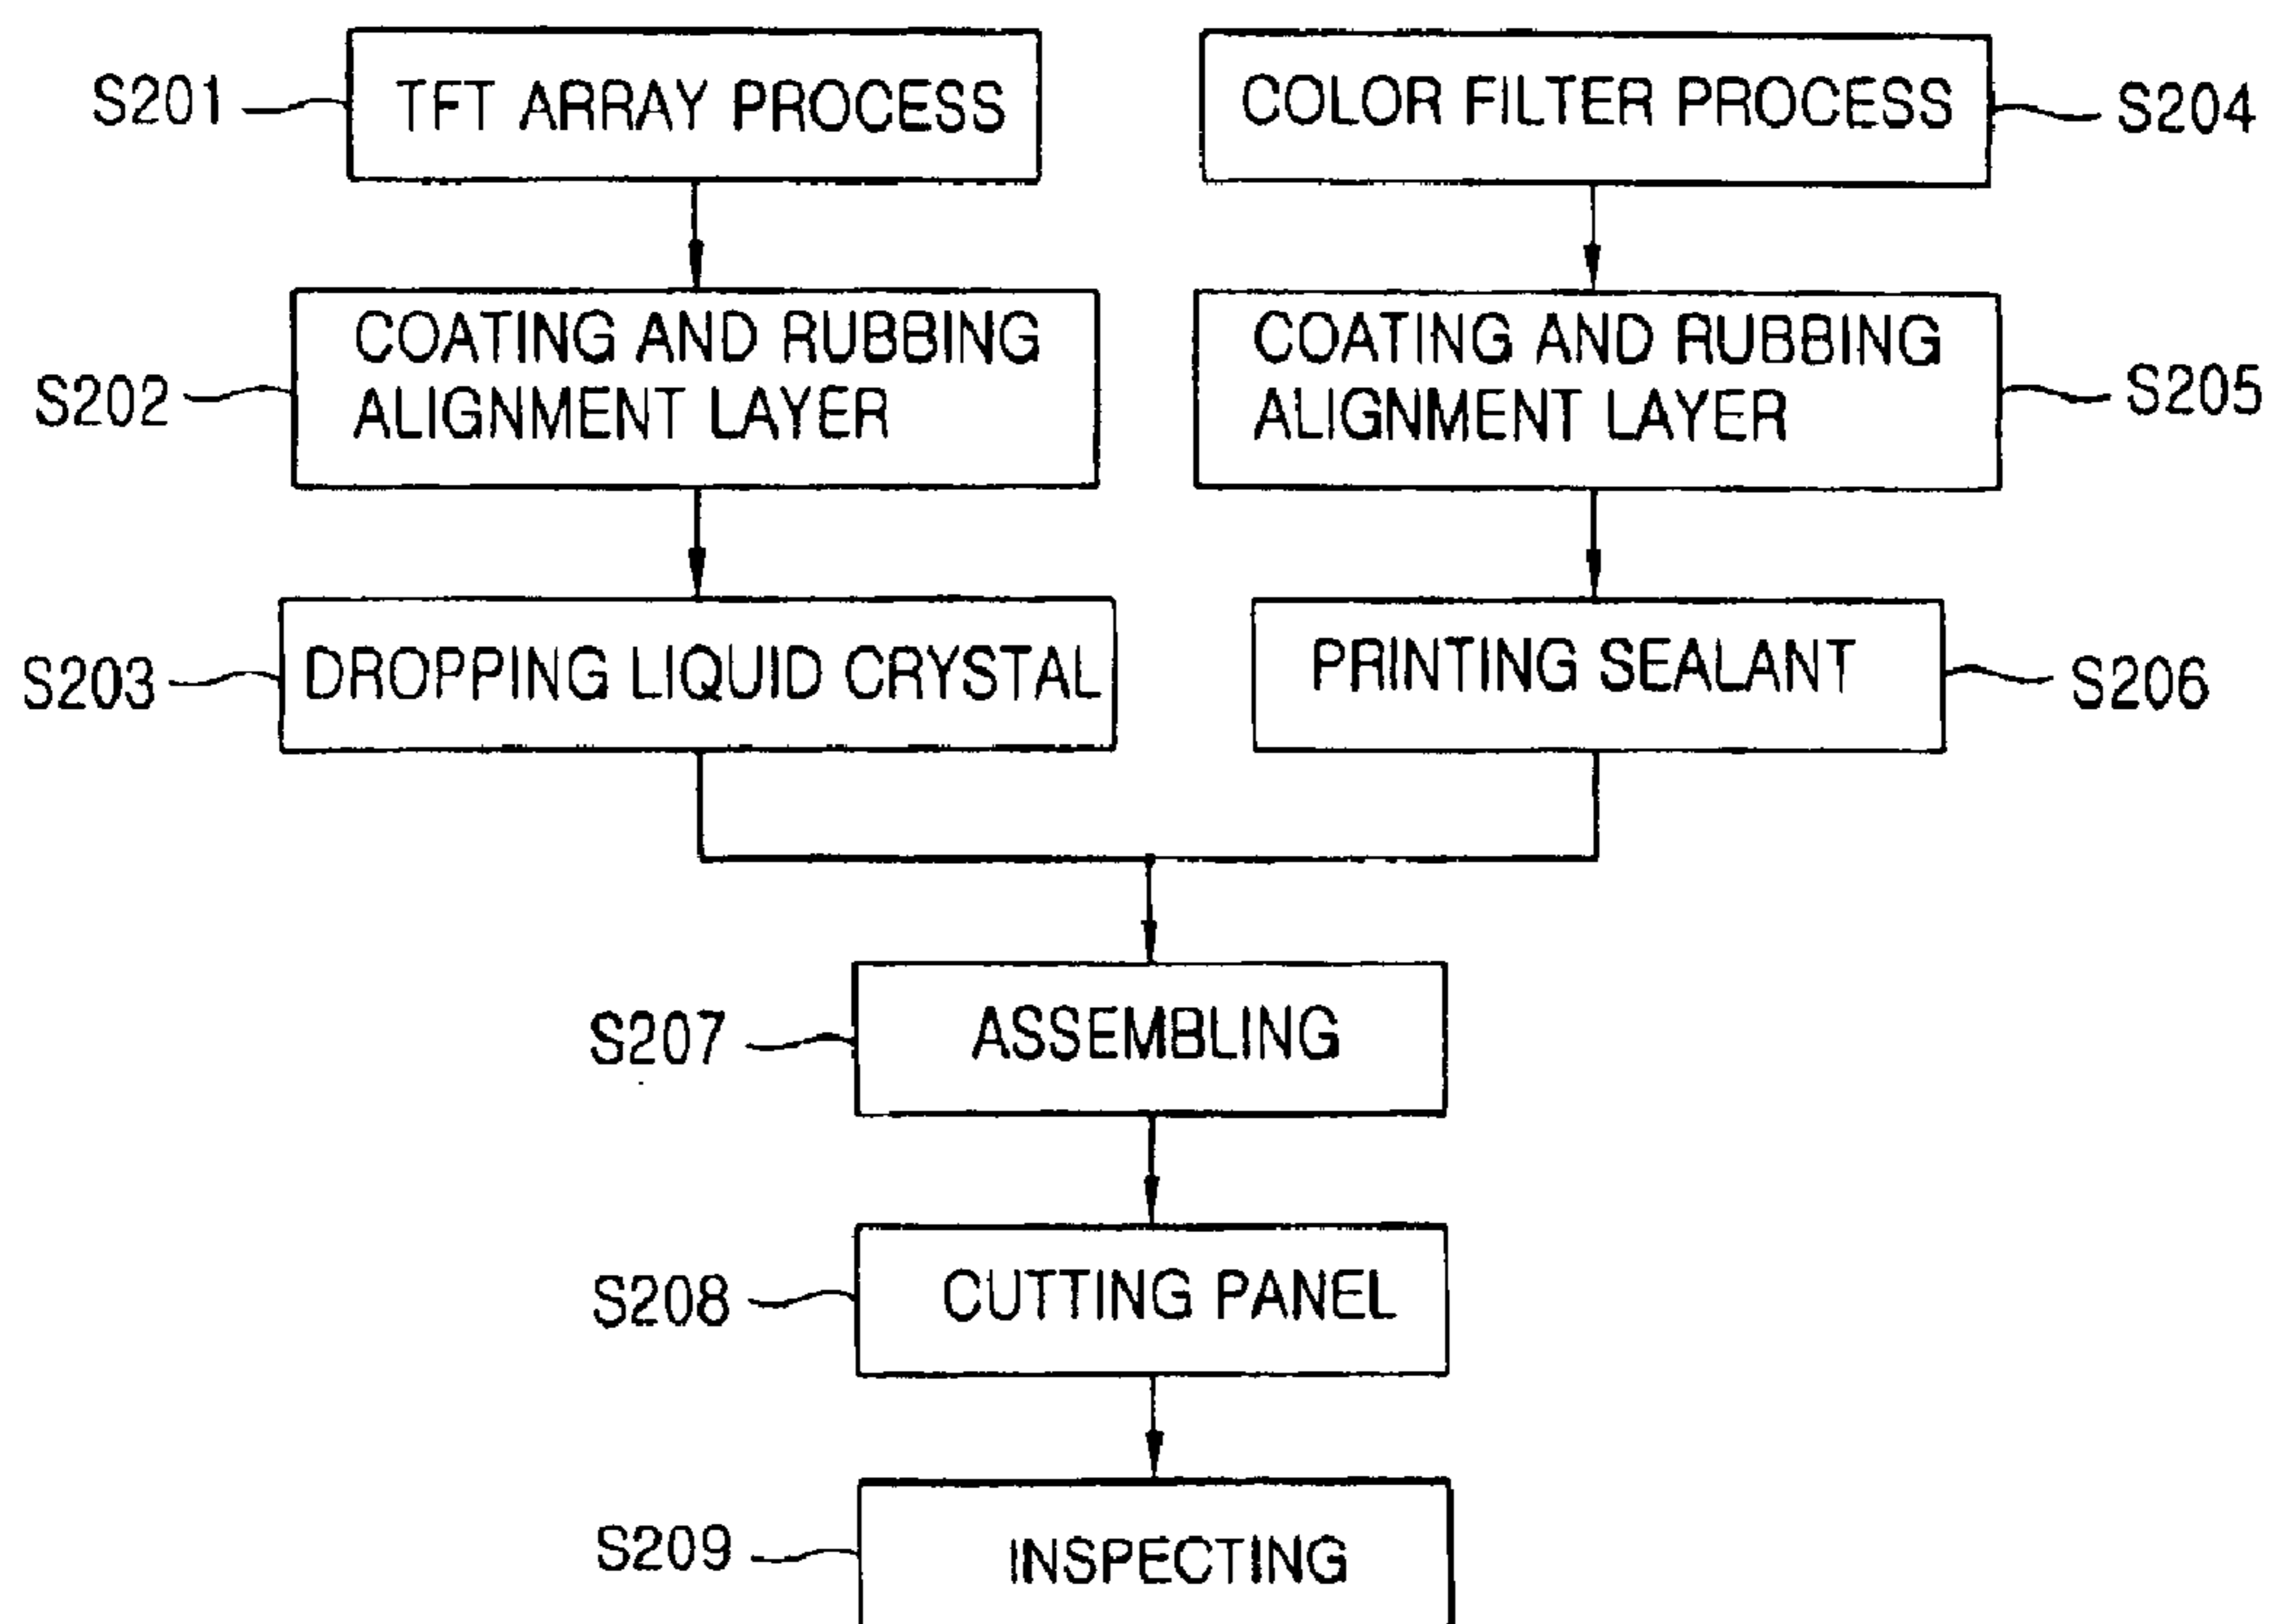 S201
TFT ARRAY PROCESS
COLOR FILTER PROCESS
S204
S202
COATING AND RUBBING
ALIGNMENT LAYER
COATING AND RUBBING
ALIGNMENT LAYER
S205
S203
DROPPING LIQUID CRYSTAL
PRINTING SEALANT
S206
S207
ASSEMBLING
S208
CUTTING PANEL
S209
INSPECTING